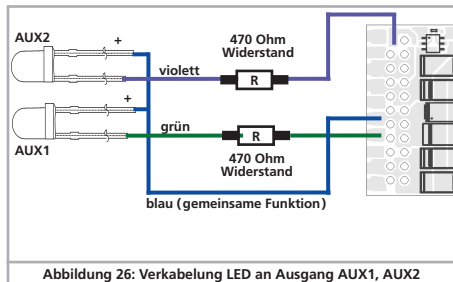 AUX2
+
470 Ohm
Widerstand
violett
R
+
grün
R
AUX1
470 Ohm
Widerstand
blau (gemeinsame Funktion)
Abbildung 26: Verkabelung LED an Ausgang AUX1, AUX2